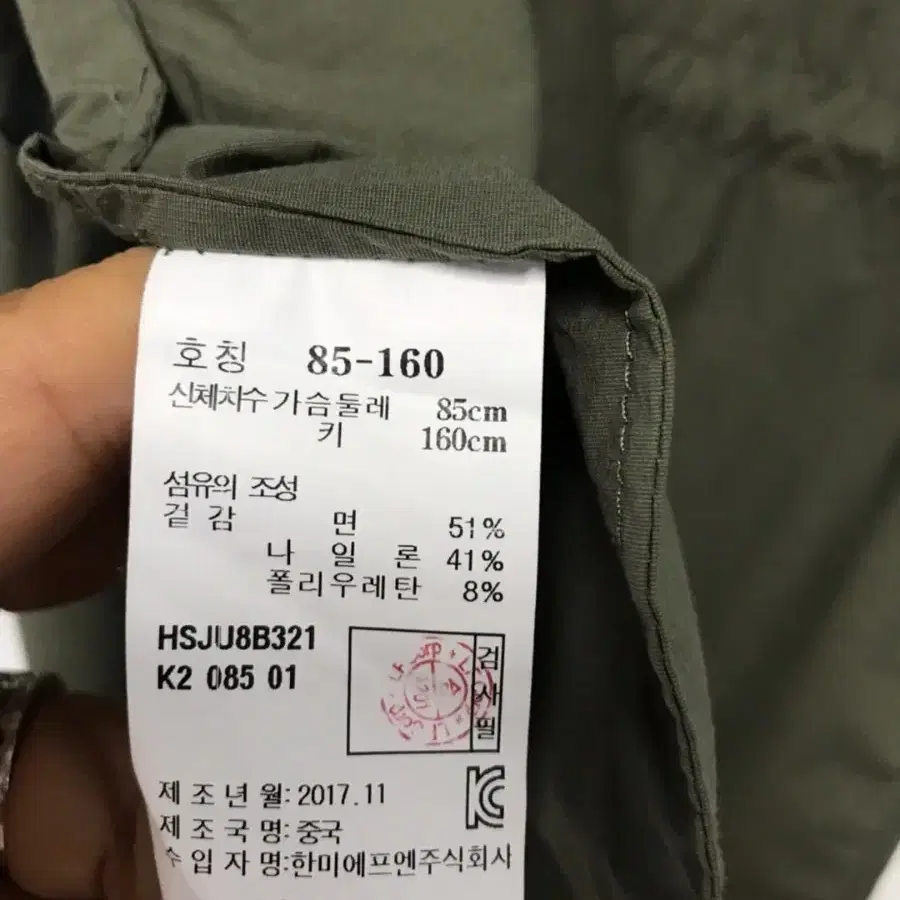 호칭 85-160
신체치수 가슴둘레 85cm
키 160cm
섬유의 조성
겉감 면 51%
나일론 41%
폴리우레탄 8%
HSJU8B321
K2 085 01
검사필
제조년월: 2017.11
제조국명: 중국
수입자명:한미에프엔주식회사